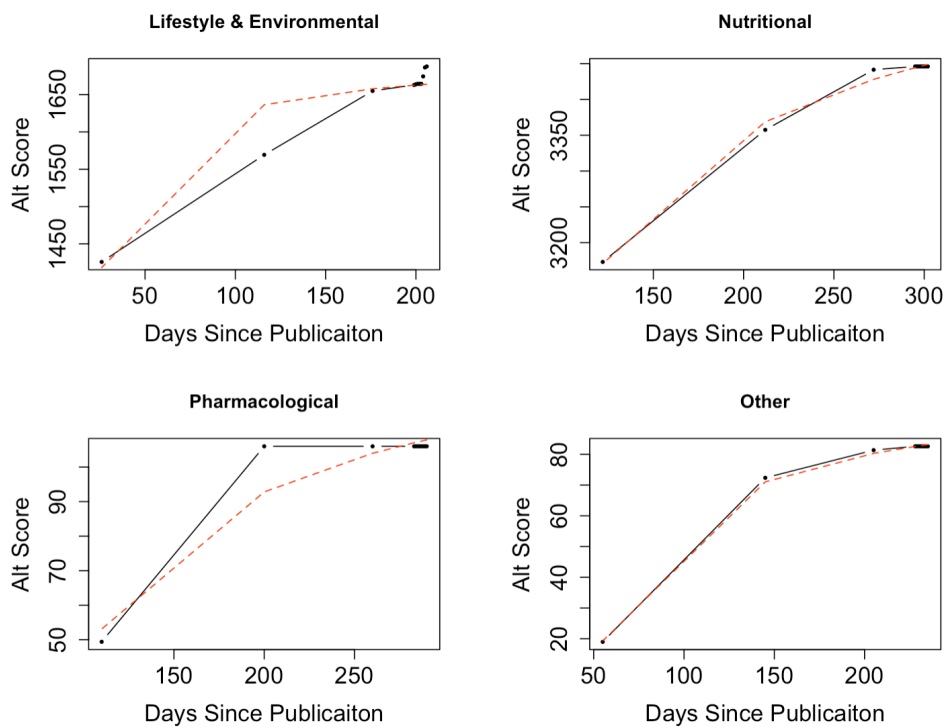 Lifestyle & Environmental
Alt Score
1450 1550 1650
50 100 150 200
Days Since Publicaiton
Nutritional
Alt Score
3200 3350
150 200 250 300
Days Since Publicaiton
Pharmacological
Alt Score
50 70 90
150 200 250
Days Since Publicaiton
Other
Alt Score
20 40 60 80
50 100 150 200
Days Since Publicaiton